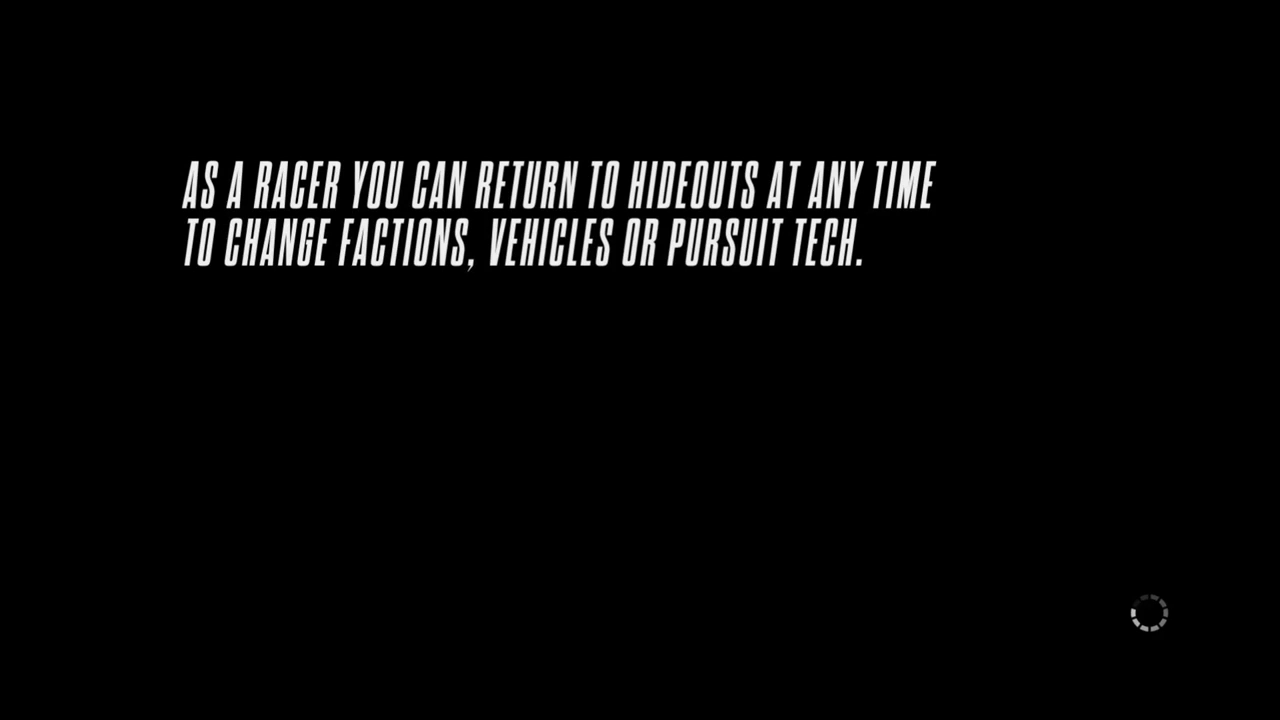 AS A RACER YOU CAN RETURN TO HIDEOUTS AT ANY TIME
TO CHANGE FACTIONS, VEHICLES OR PURSUIT TECH.